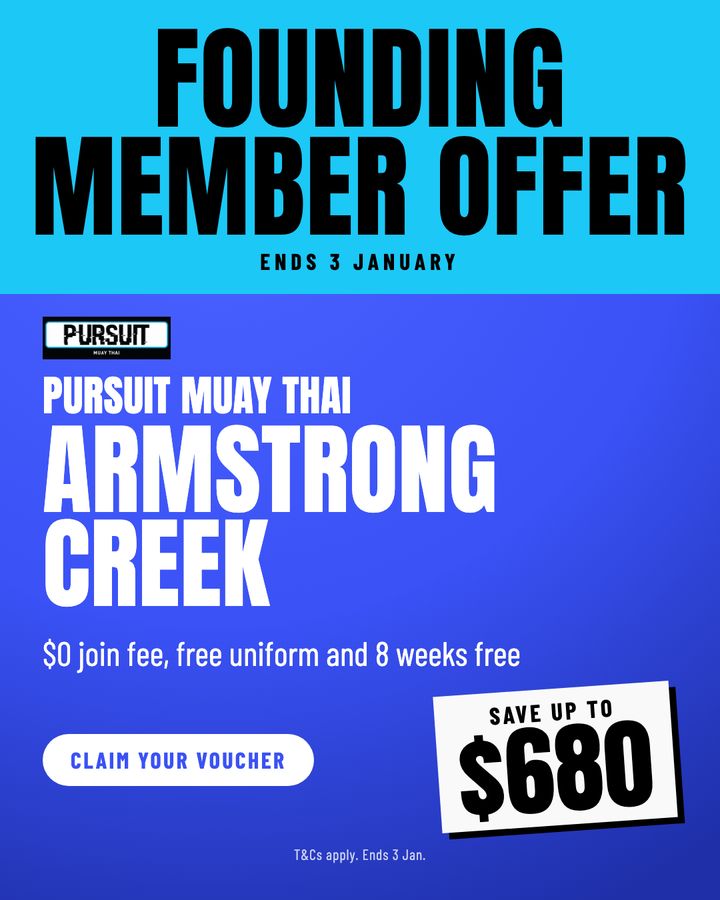 FOUNDING
MEMBER OFFER
ENDS 3 JANUARY
PURSUIT
MUAY THAI
PURSUIT MUAY THAI
ARMSTRONG
CREEK
$0 join fee, free uniform and 8 weeks free
SAVE UP TO
$680
CLAIM YOUR VOUCHER
T&Cs apply. Ends 3 Jan.